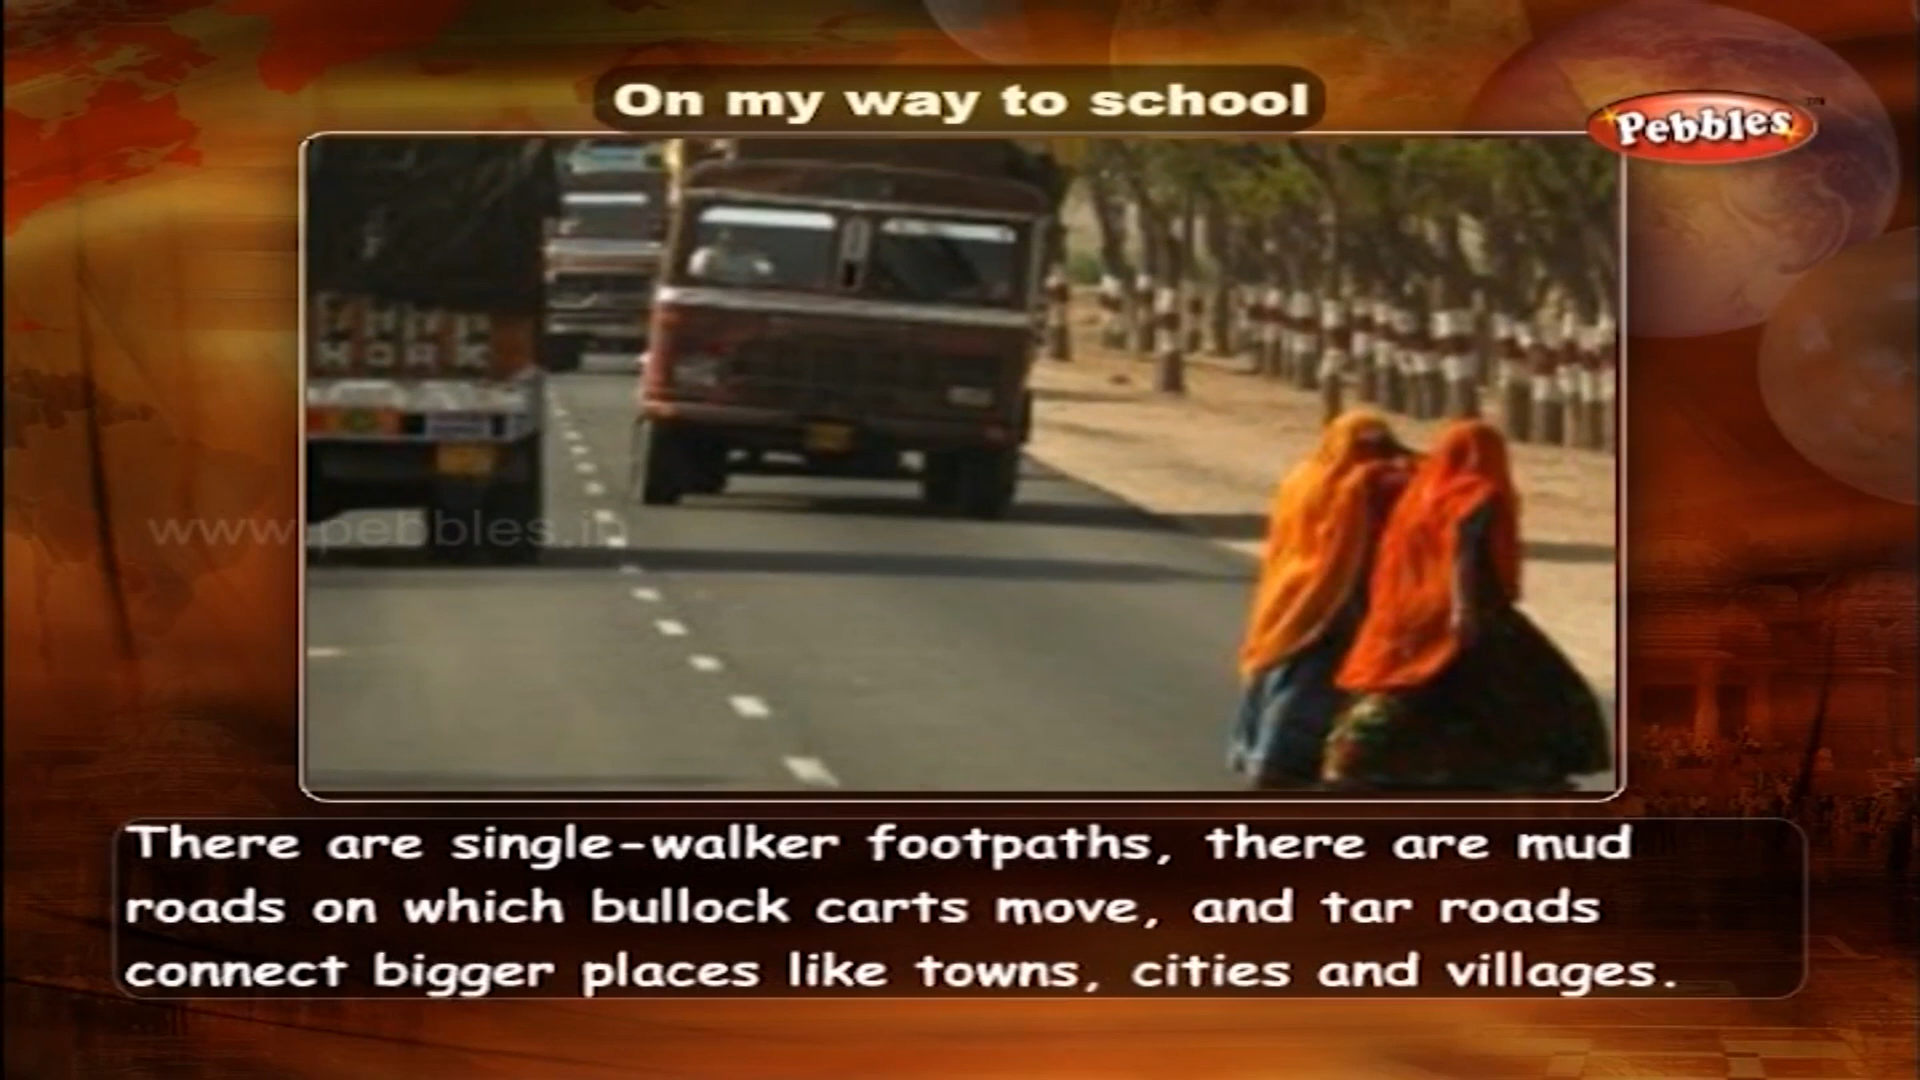 On my way to school
Pebbles™
www.pebbles.in
There are single-walker footpaths, there are mud
roads on which bullock carts move, and tar roads
connect bigger places like towns, cities and villages.